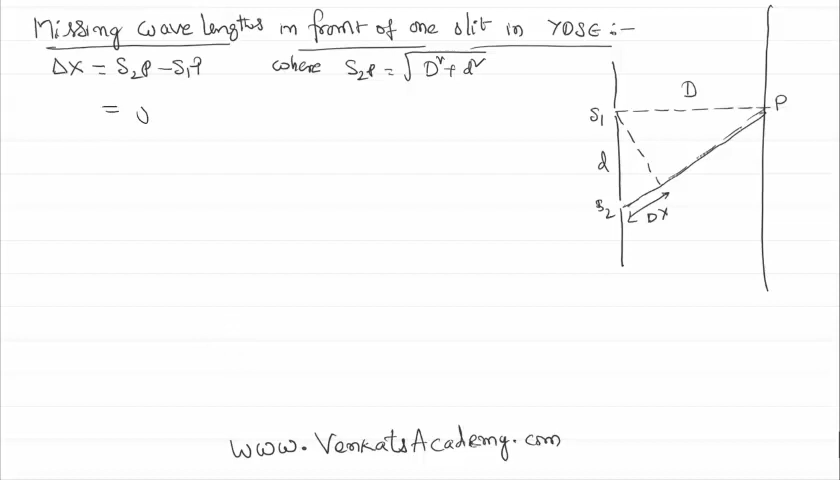 Missing wave lengths in front of one slit in YDSE :-
ΔX = S₂P - S₁P where S₂P = √D²+d²
=
D
S₁
P
d
S₂
ΔX
www.VenkatsAcademy.com